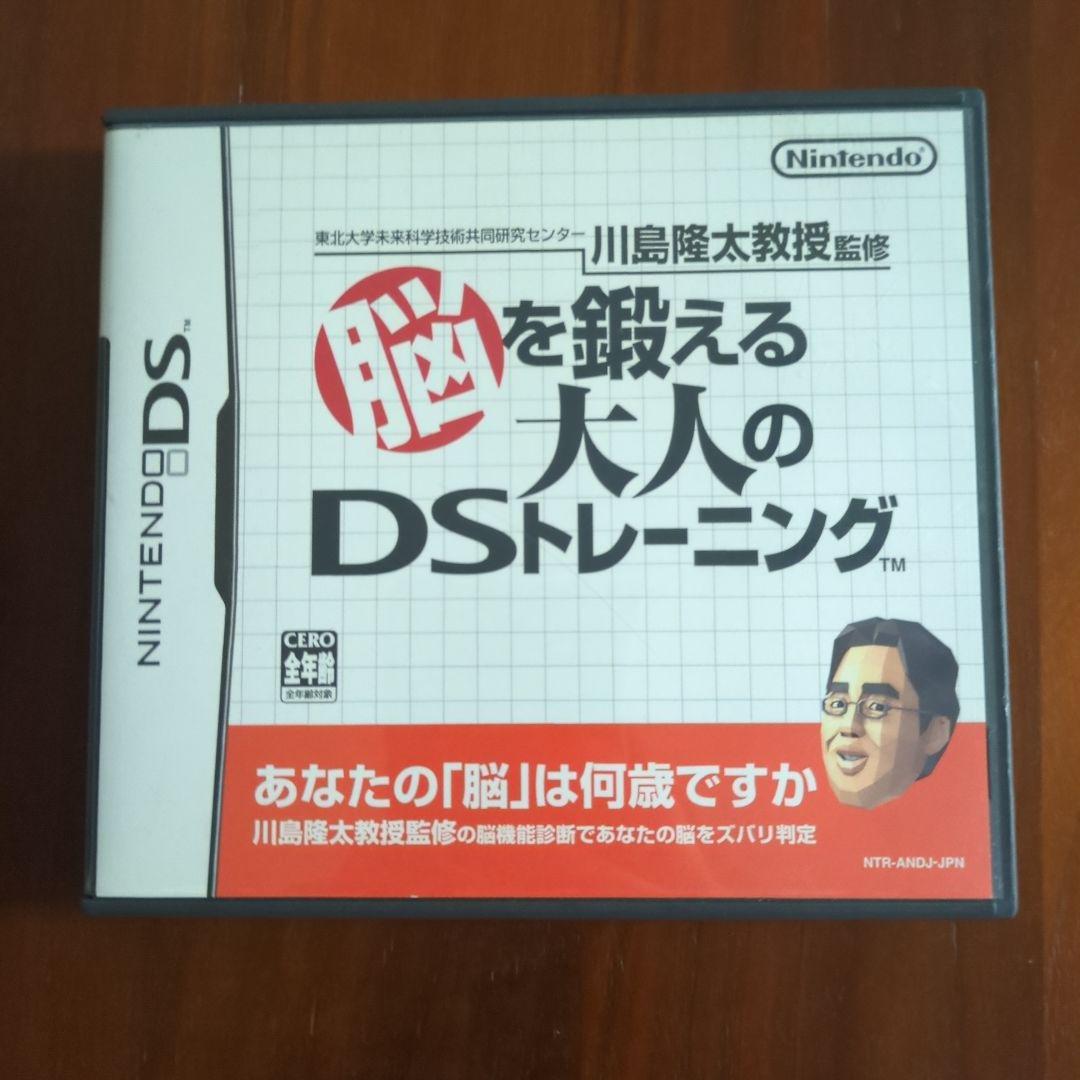 NINTENDO DS™
Nintendo®
東北大学未来科学技術共同研究センター
川島隆太教授監修
脳を鍛える
大人の
DSトレーニング™
CERO
全年齢
全年齢対象
あなたの「脳」は何歳ですか
川島隆太教授監修の脳機能診断であなたの脳をズバリ判定
NTR-ANDJ-JPN